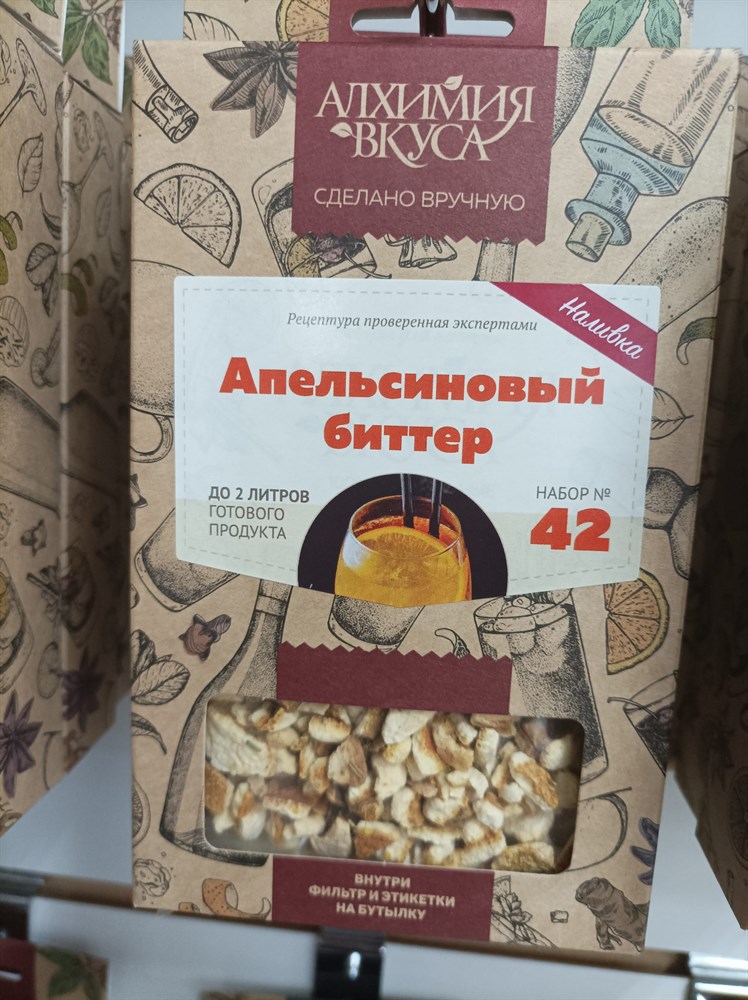 АЛХИМИЯ
ВКУСА
СДЕЛАНО ВРУЧНУЮ
Рецептура проверенная экспертами
Наливка
Апельсиновый
биттер
ДО 2 ЛИТРОВ
ГОТОВОГО
ПРОДУКТА
НАБОР №
42
ВНУТРИ
ФИЛЬТР И ЭТИКЕТКИ
НА БУТЫЛКУ